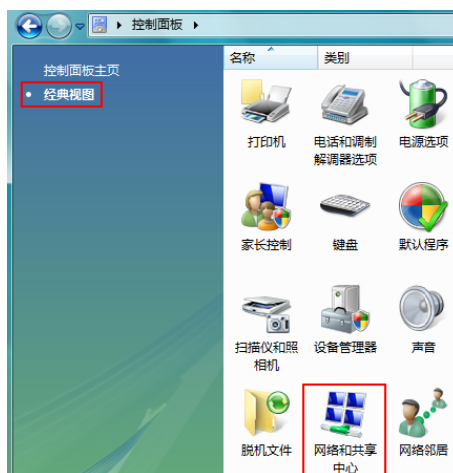 控制面板
控制面板主页
经典视图
名称 类别
打印机
电话和调制
解调器选项
电源选项
家长控制
键盘
默认程序
扫描仪和照
相机
设备管理器
声音
脱机文件
网络和共享
中心
网络邻居